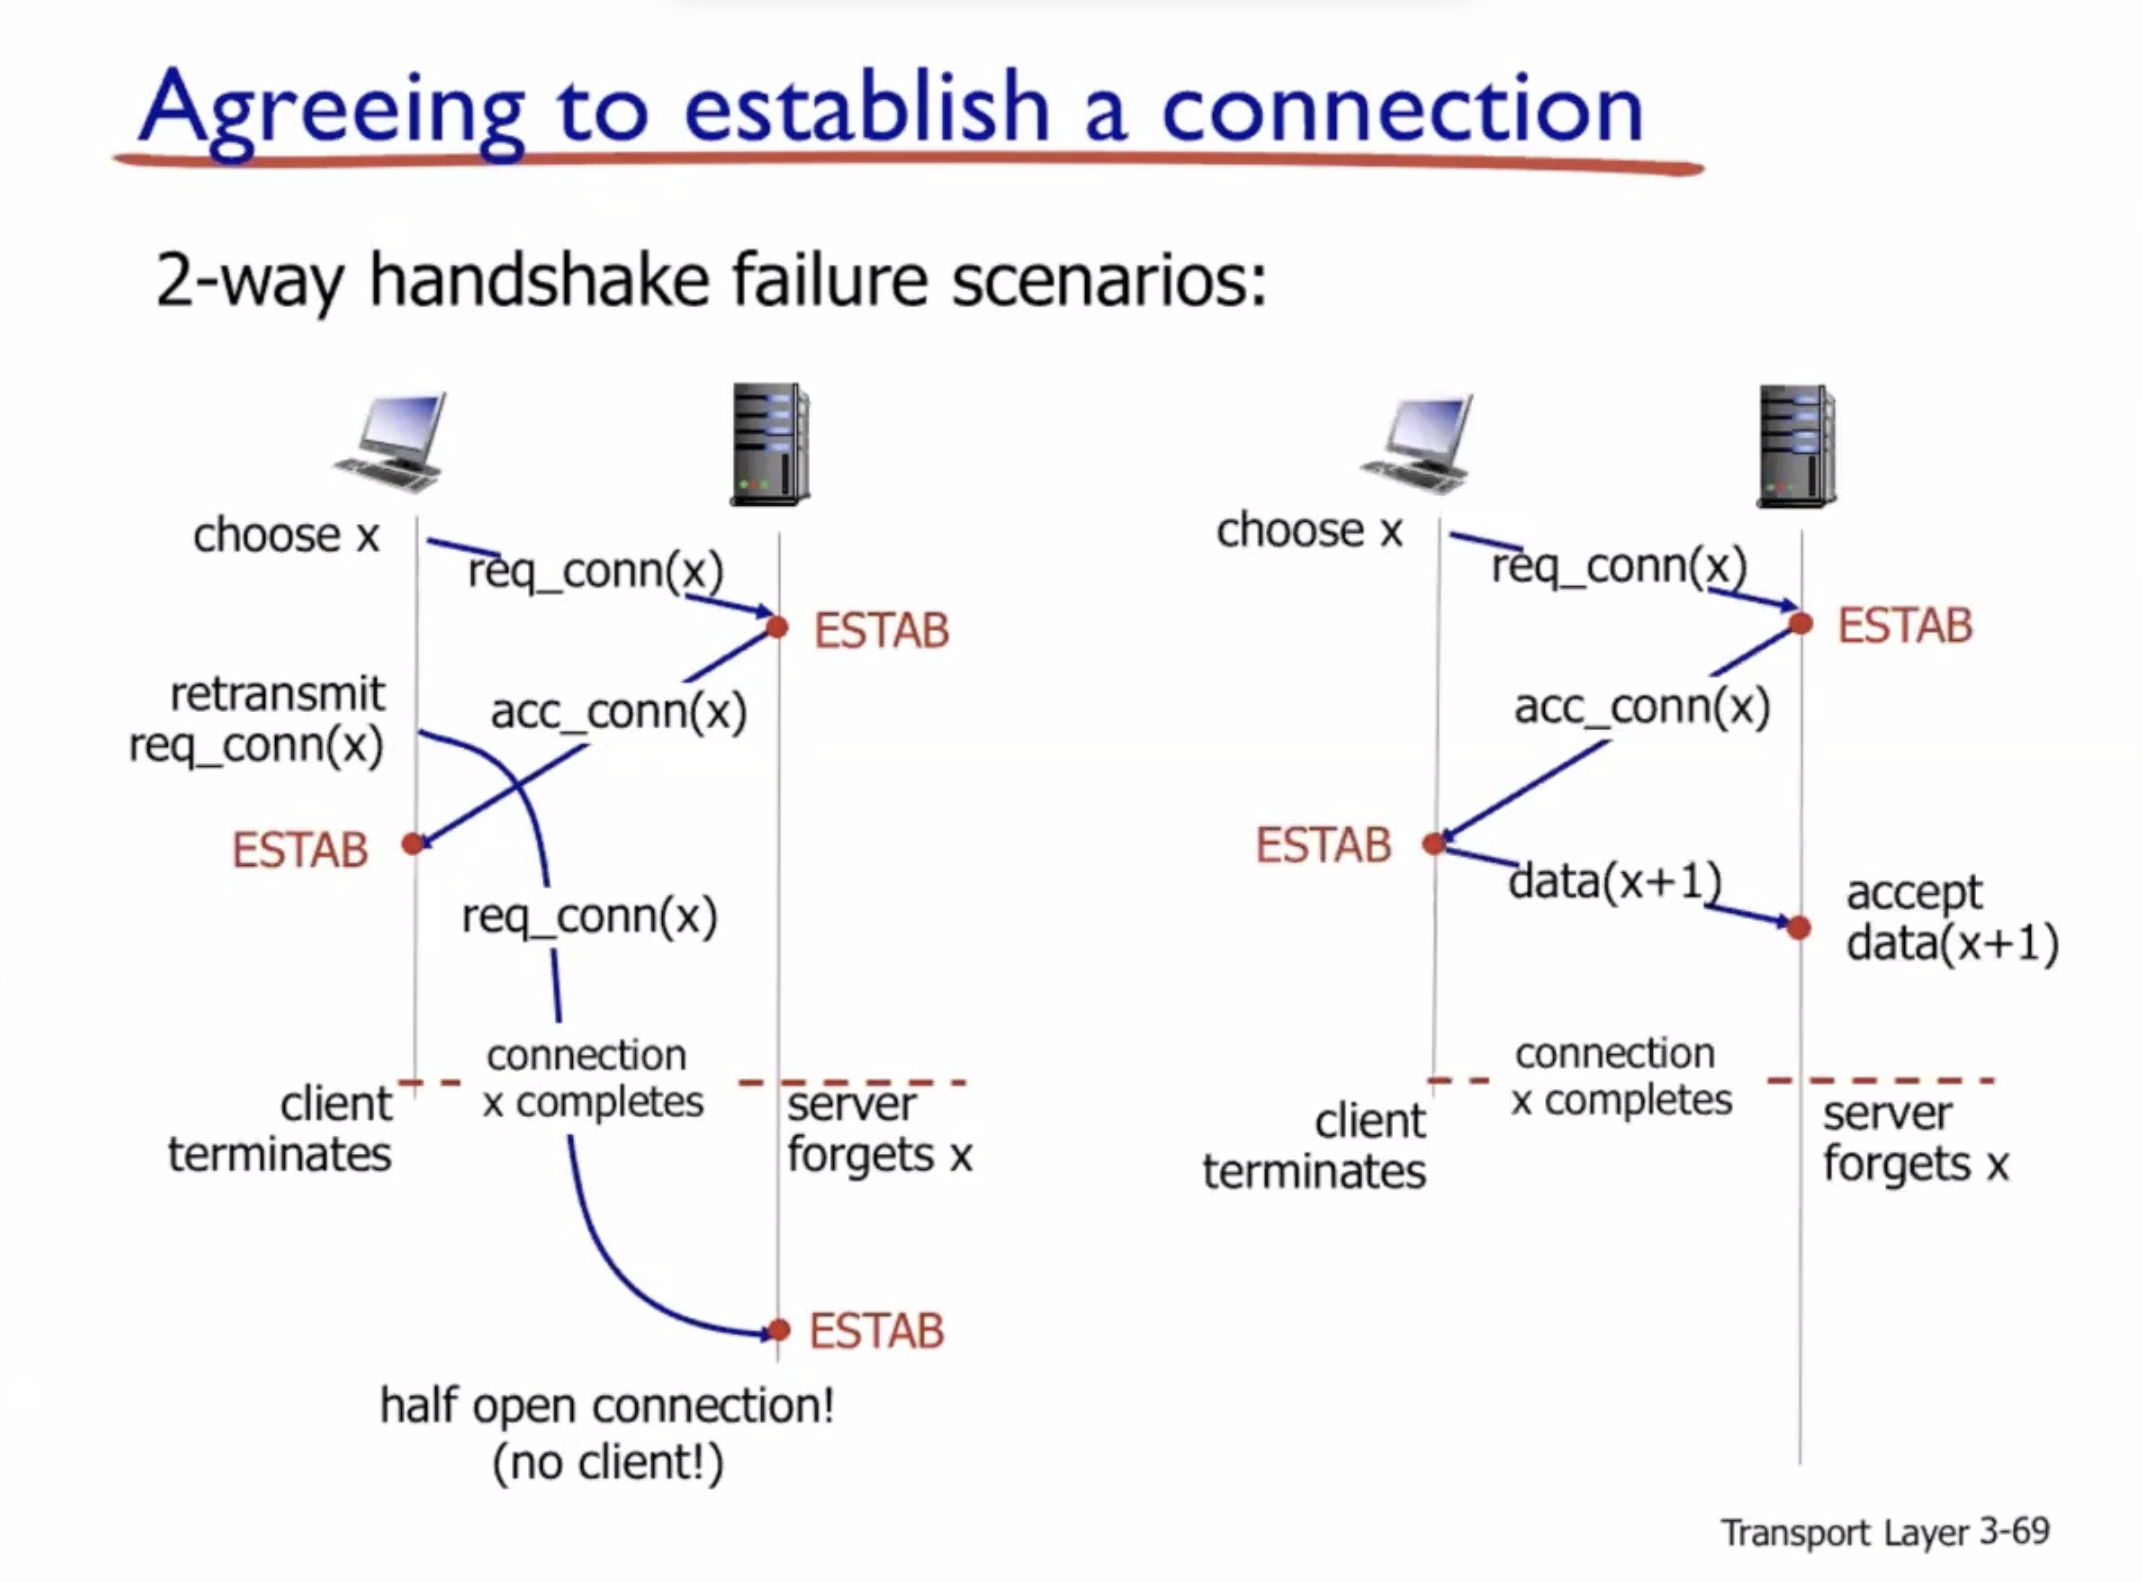 Agreeing to establish a connection
2-way handshake failure scenarios:
choose x
req_conn(x)
ESTAB
retransmit
req_conn(x)
acc_conn(x)
ESTAB
req_conn(x)
connection
x completes
client
terminates
server
forgets x
ESTAB
half open connection!
(no client!)
choose x
req_conn(x)
ESTAB
acc_conn(x)
ESTAB
data(x+1)
accept
data(x+1)
connection
x completes
client
terminates
server
forgets x
Transport Layer 3-69